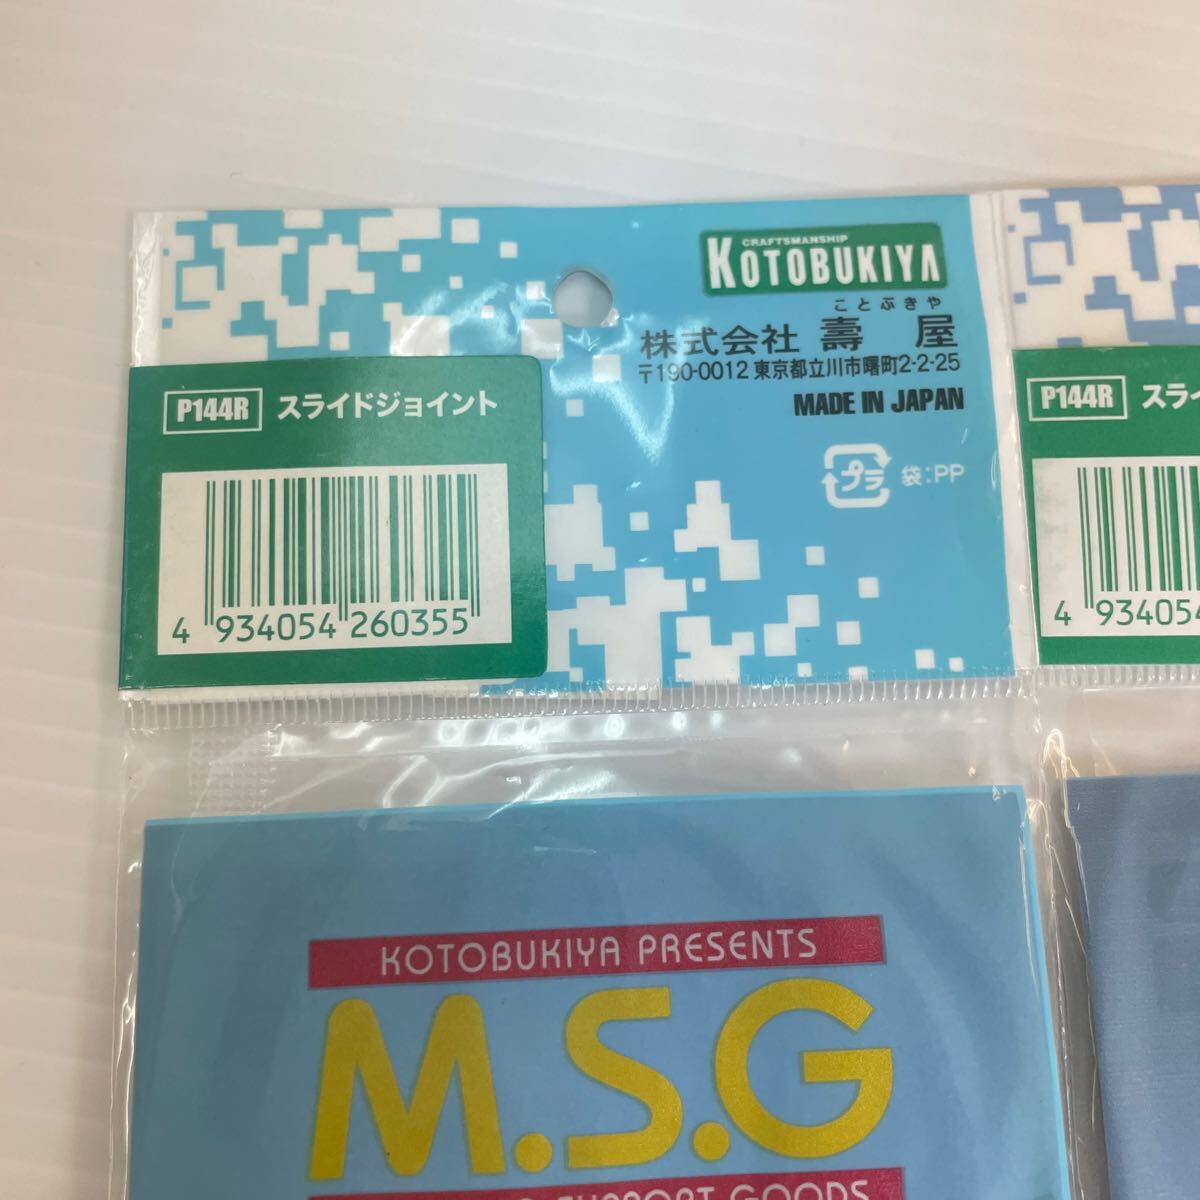 CRAFTSMANSHIP
KOTOBUKIYA
ことぶきや
株式会社 壽屋
〒190-0012 東京都立川市曙町2-2-25
MADE IN JAPAN
プラ 袋:PP
P144R スライドジョイント
4 934054 260355
P144R スライ
4 934054
KOTOBUKIYA PRESENTS
M.S.G
SUPPORT GOODS